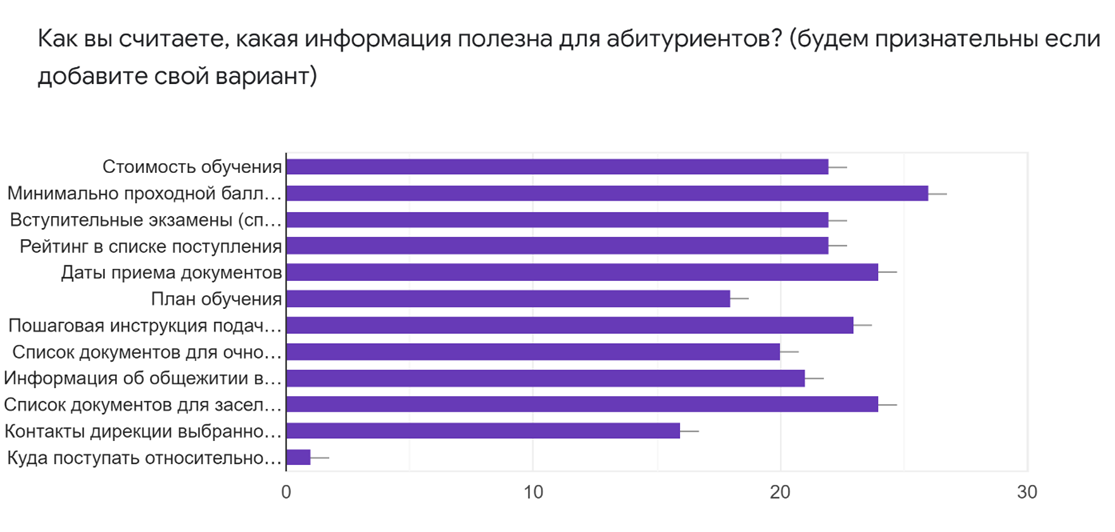 Как вы считаете, какая информация полезна для абитуриентов? (будем признательны если
добавите свой вариант)
Стоимость обучения
Минимально проходной балл…
Вступительные экзамены (сп…
Рейтинг в списке поступления
Даты приема документов
План обучения
Пошаговая инструкция подач…
Список документов для очно…
Информация об общежитии в…
Список документов для засел…
Контакты дирекции выбранно…
Куда поступать относительно…
0 10 20 30